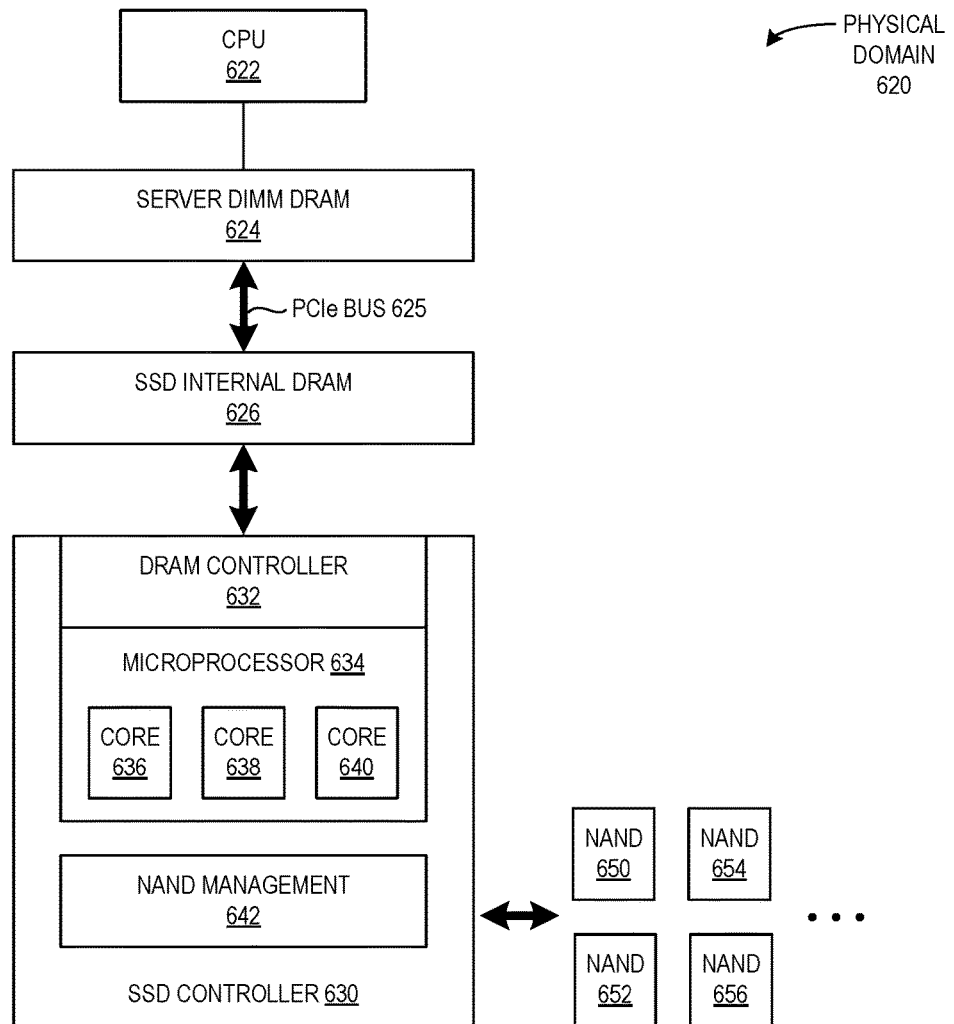 CPU
622
PHYSICAL
DOMAIN
620
SERVER DIMM DRAM
624
PCIe BUS 625
SSD INTERNAL DRAM
626
DRAM CONTROLLER
632
MICROPROCESSOR 634
CORE
636
CORE
638
CORE
640
NAND MANAGEMENT
642
SSD CONTROLLER 630
NAND
650
NAND
654
NAND
652
NAND
656